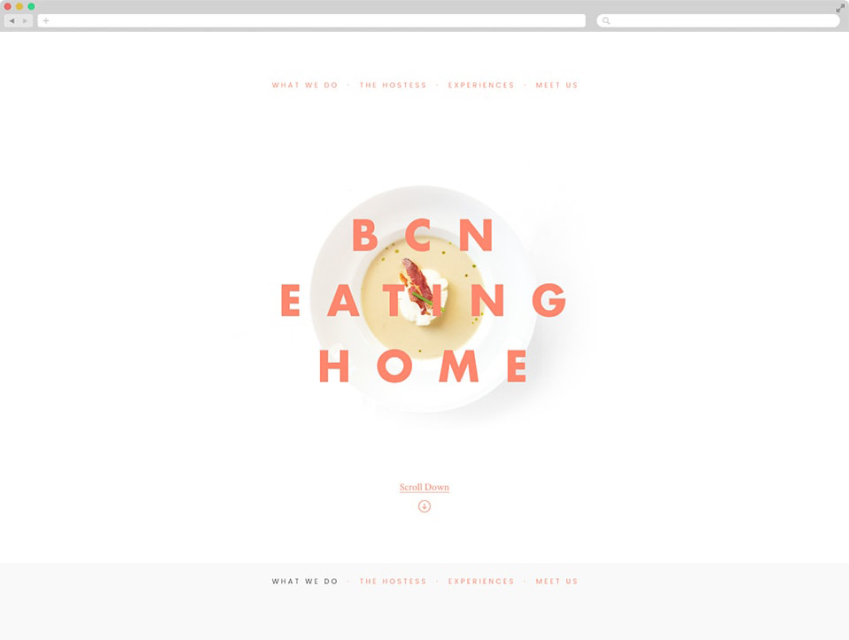 WHAT WE DO · THE HOSTESS · EXPERIENCES · MEET US
BCN
EATING
HOME
Scroll Down
WHAT WE DO · THE HOSTESS · EXPERIENCES · MEET US